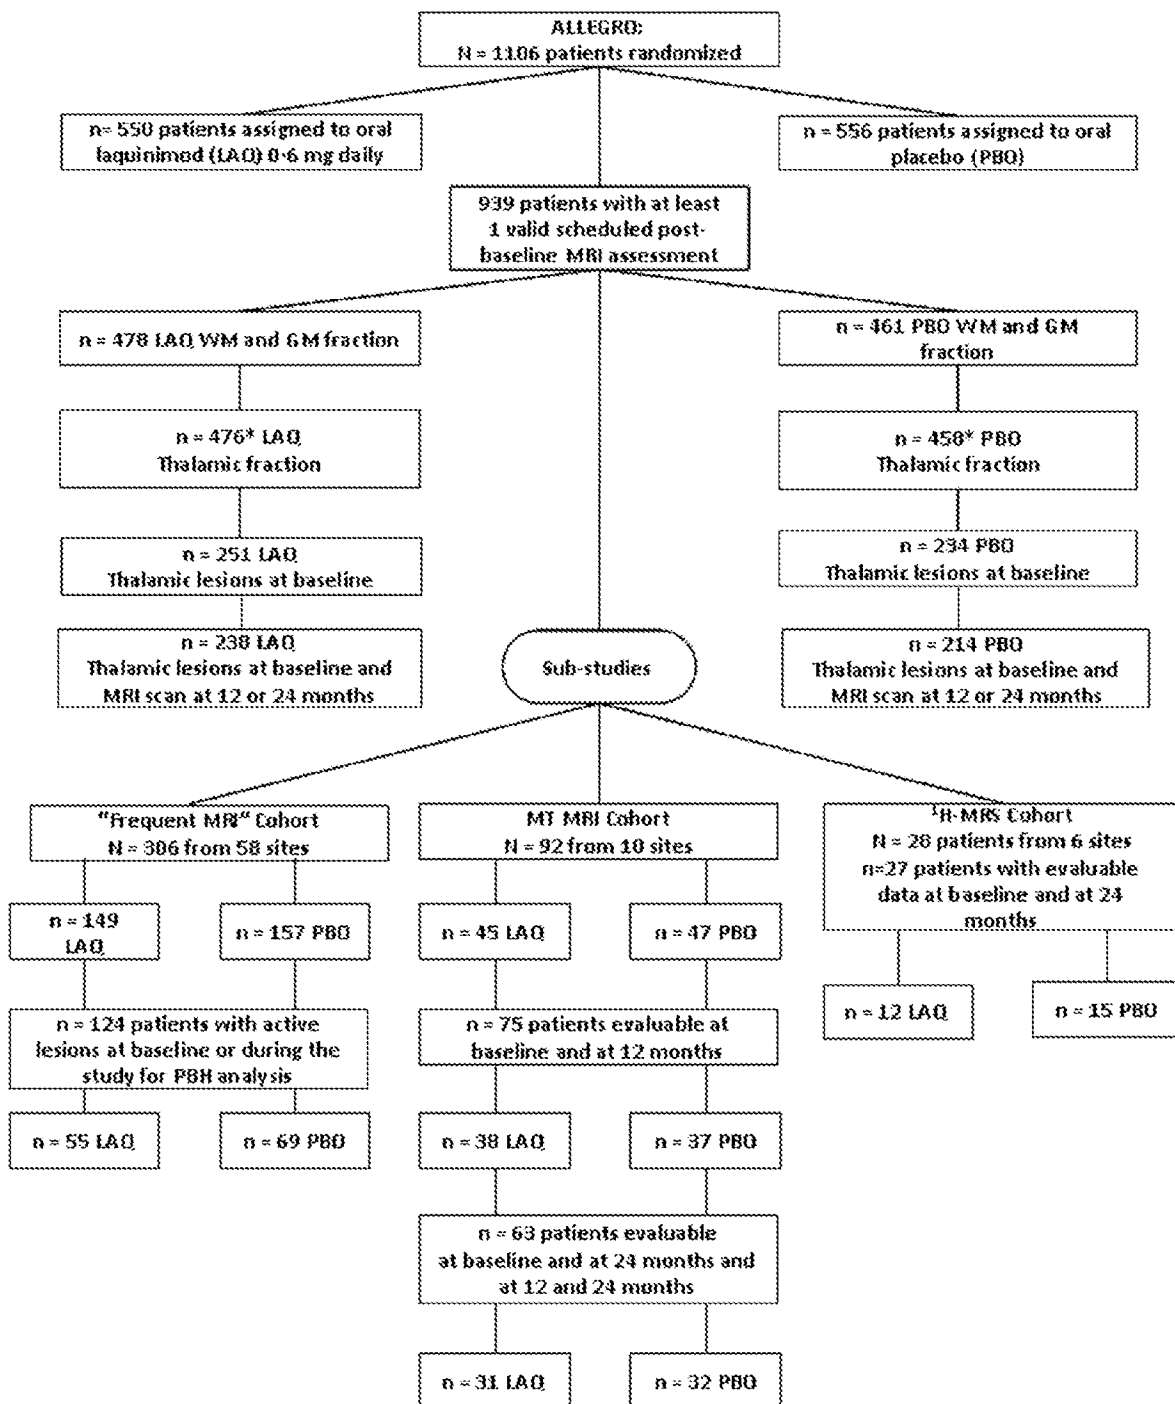 ALLEGRO:
N = 1106 patients randomized
n= 550 patients assigned to oral
laquinimod (LAQ) 0·6 mg daily
n = 556 patients assigned to oral
placebo (PBO)
939 patients with at least
1 valid scheduled post-
baseline MRI assessment
n = 478 LAQ WM and GM fraction
n = 461 PBO WM and GM
fraction
n = 476* LAQ
Thalamic fraction
n = 458* PBO
Thalamic fraction
n = 251 LAQ
Thalamic lesions at baseline
n = 234 PBO
Thalamic lesions at baseline
n = 238 LAQ
Thalamic lesions at baseline and
MRI scan at 12 or 24 months
n = 214 PBO
Thalamic lesions at baseline and
MRI scan at 12 or 24 months
Sub-studies
"Frequent MRI" Cohort
N = 306 from 58 sites
MT MRI Cohort
N = 92 from 10 sites
¹H-MRS Cohort
N = 28 patients from 6 sites
n=27 patients with evaluable
data at baseline and at 24
months
n = 149
LAQ
n = 157 PBO
n = 45 LAQ
n = 47 PBO
n = 12 LAQ
n = 15 PBO
n = 124 patients with active
lesions at baseline or during the
study for PBH analysis
n = 75 patients evaluable at
baseline and at 12 months
n = 55 LAQ
n = 69 PBO
n = 38 LAQ
n = 37 PBO
n = 63 patients evaluable
at baseline and at 24 months and
at 12 and 24 months
n = 31 LAQ
n = 32 PBO